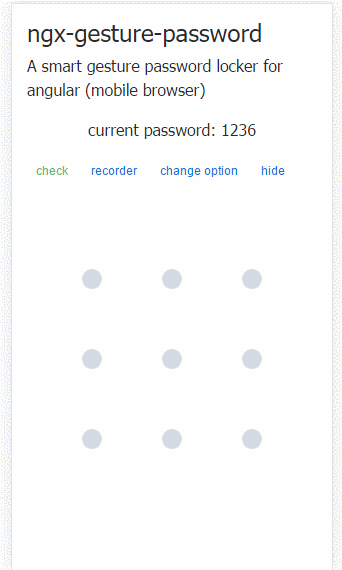 ngx-gesture-password
A smart gesture password locker for
angular (mobile browser)
current password: 1236
check recorder change option hide